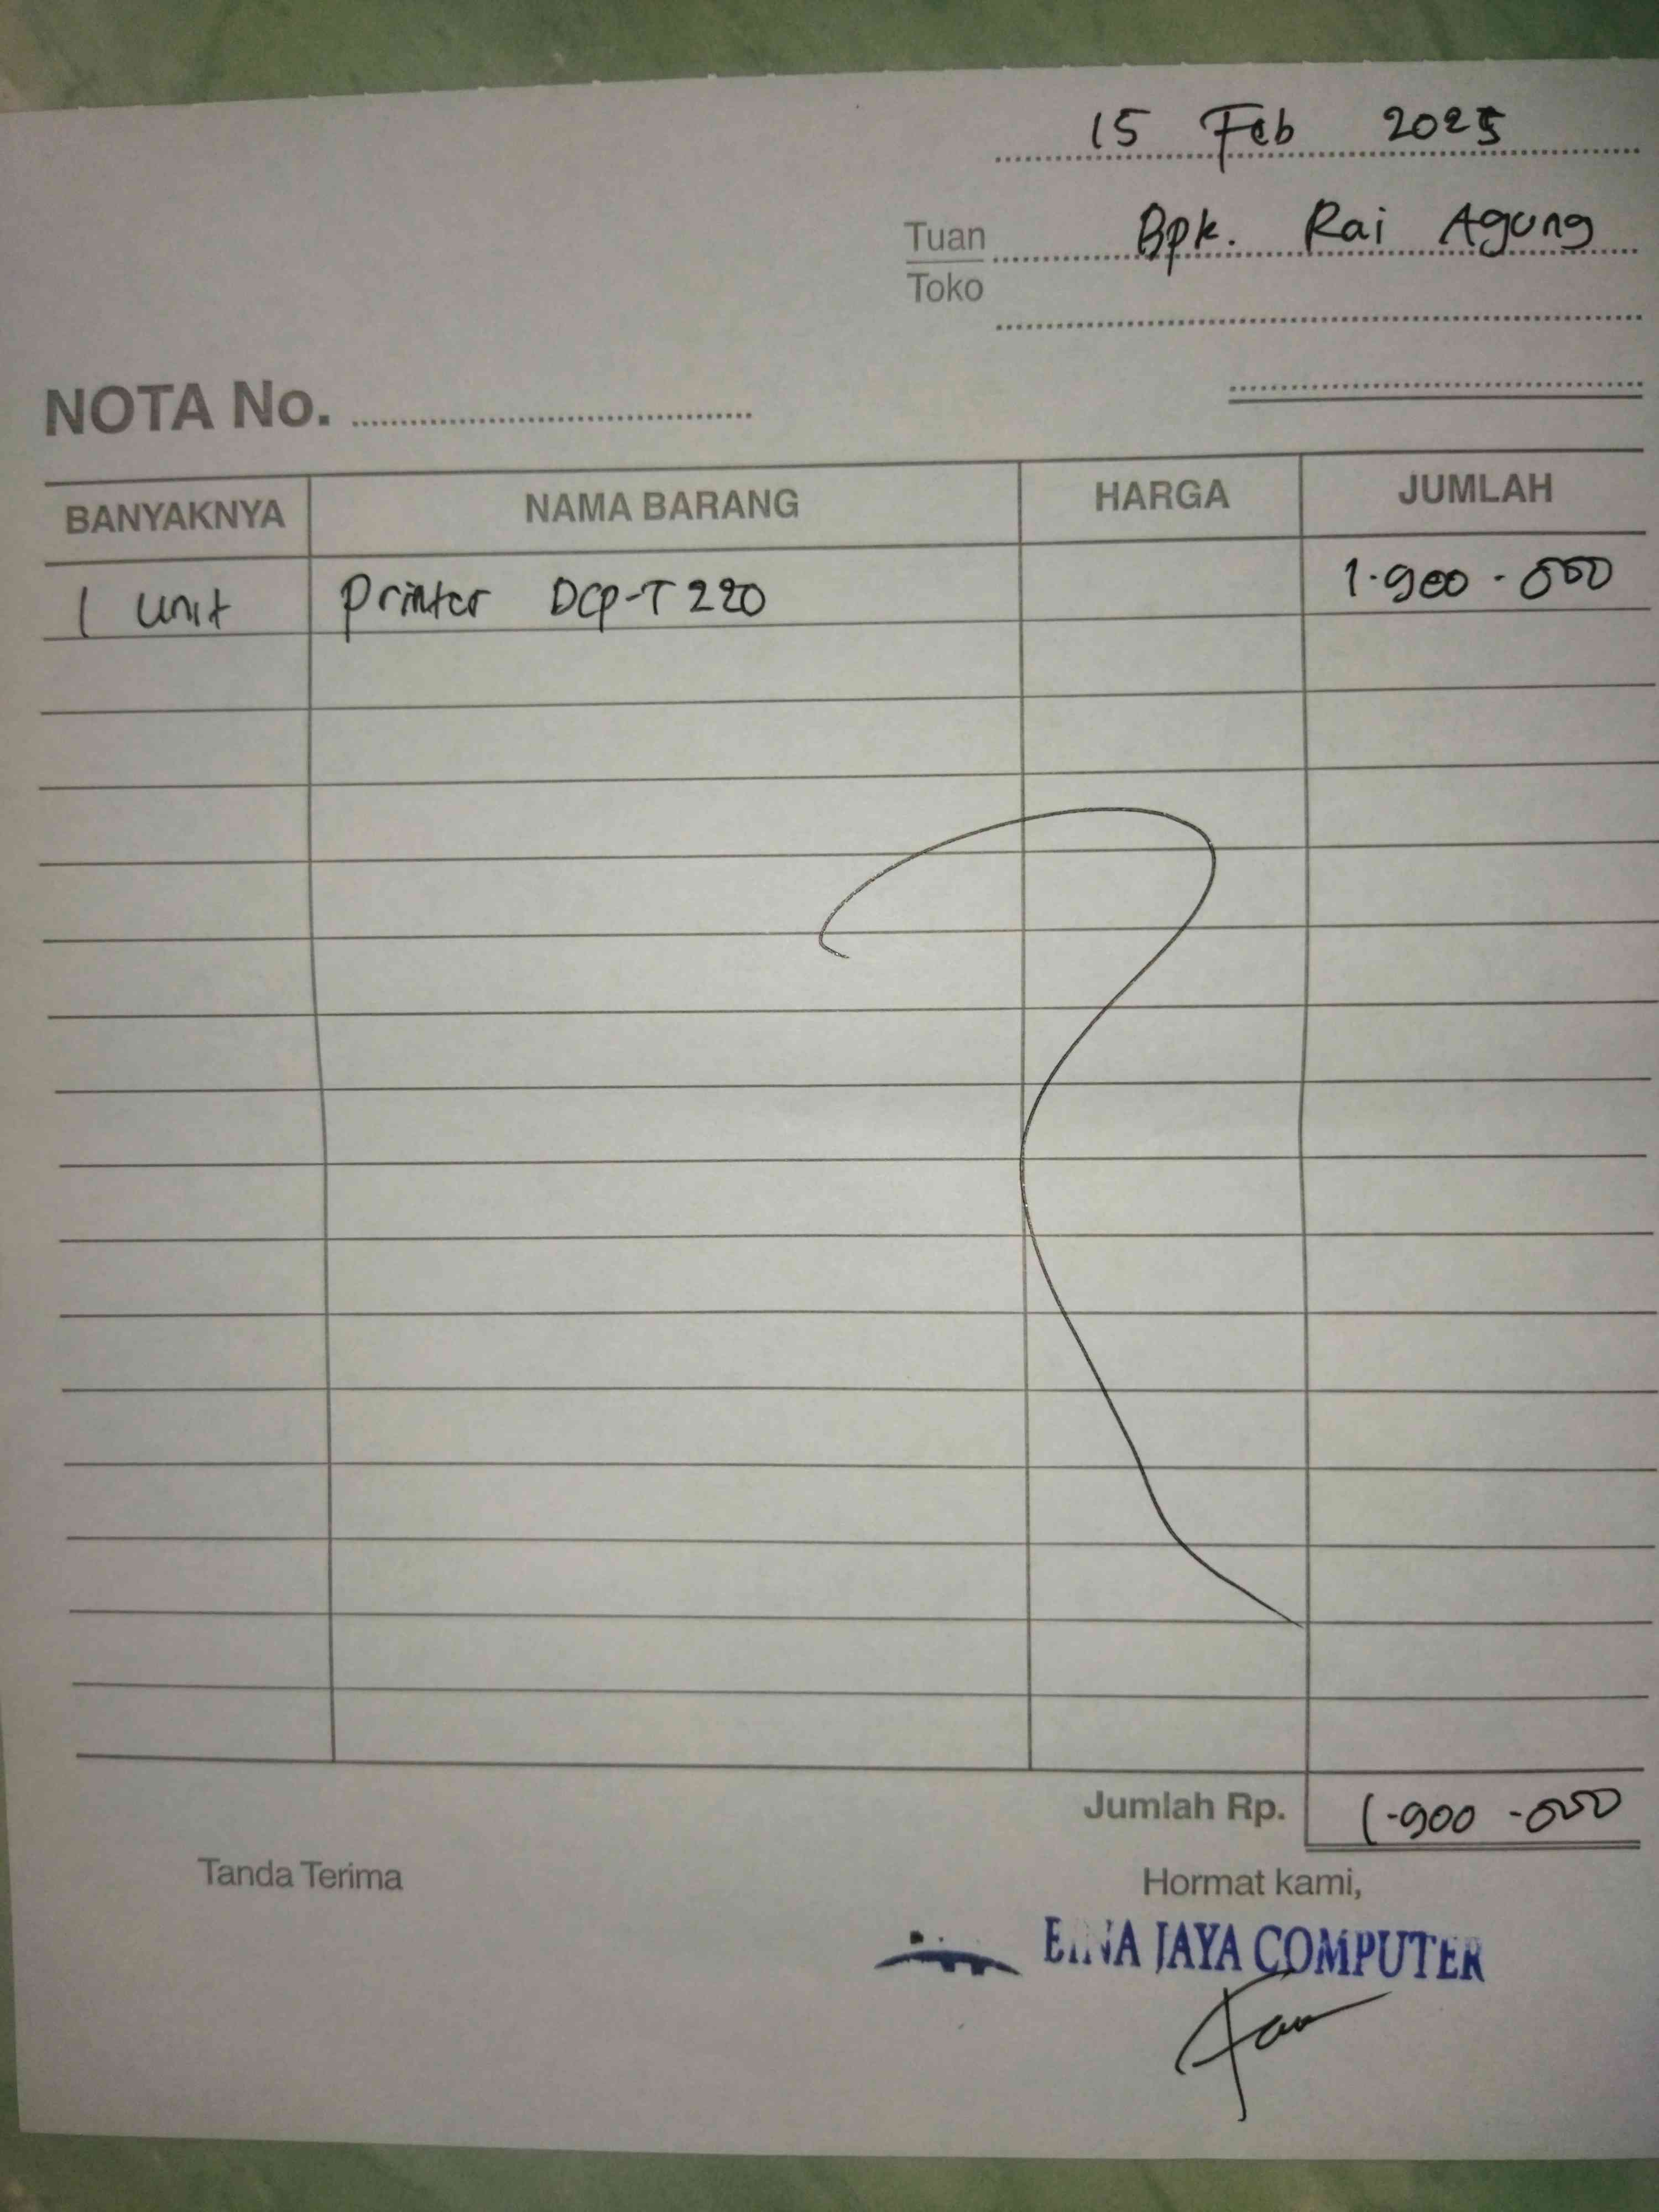 15 Feb 2025
Tuan Bpk. Rai Agung
Toko
NOTA No.
BANYAKNYA NAMA BARANG HARGA JUMLAH
1 unit Printer DCP-T220 1.900.000
Jumlah Rp. 1.900.000
Tanda Terima Hormat kami,
JAYA COMPUTER